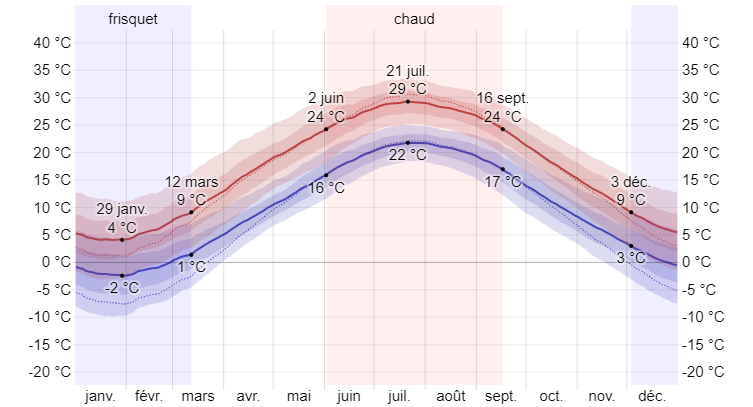 frisquet
chaud
40 °C
40 °C
35 °C
35 °C
21 juil.
30 °C
2 juin
29 °C
16 sept.
30 °C
25 °C
24 °C
24 °C
25 °C
20 °C
22 °C
20 °C
15 °C
12 mars
16 °C
17 °C
3 déc.
15 °C
10 °C
29 janv.
9 °C
9 °C
10 °C
5 °C
4 °C
5 °C
0 °C
1 °C
3 °C
0 °C
-5 °C
-2 °C
-5 °C
-10 °C
-10 °C
-15 °C
-15 °C
-20 °C
-20 °C
janv.
févr.
mars
avr.
mai
juin
juil.
août
sept.
oct.
nov.
déc.